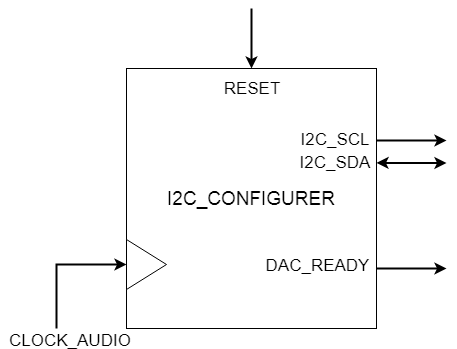 RESET
I2C_SCL
I2C_SDA
I2C_CONFIGURER
DAC_READY
CLOCK_AUDIO